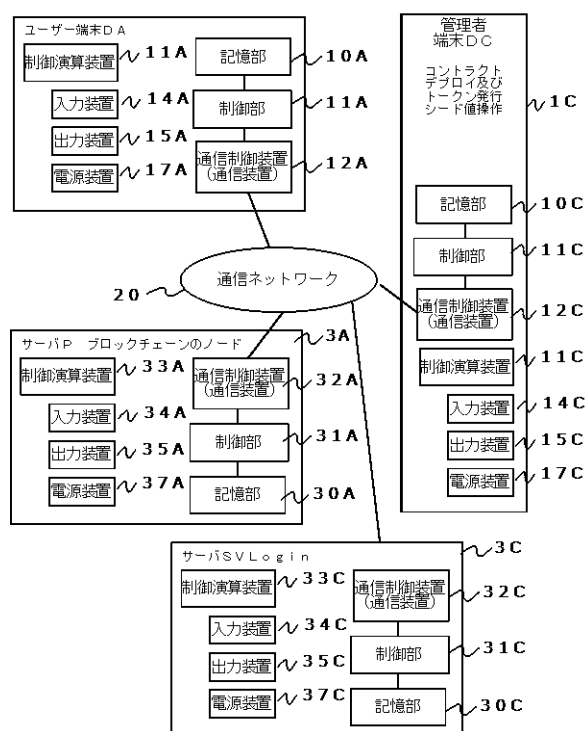 ユーザー端末DA
制御演算装置
11A
入力装置
14A
出力装置
15A
電源装置
17A
記憶部
10A
制御部
11A
通信制御装置
(通信装置)
12A
管理者
端末DC
コントラクト
デプロイ及び
トークン発行
シード値操作
1C
記憶部
10C
制御部
11C
通信制御装置
(通信装置)
12C
制御演算装置
11C
入力装置
14C
出力装置
15C
電源装置
17C
通信ネットワーク
20
サーバP ブロックチェーンのノード
3A
制御演算装置
33A
入力装置
34A
出力装置
35A
電源装置
37A
通信制御装置
(通信装置)
32A
制御部
31A
記憶部
30A
サーバSVLogin
3C
制御演算装置
33C
入力装置
34C
出力装置
35C
電源装置
37C
通信制御装置
(通信装置)
32C
制御部
31C
記憶部
30C